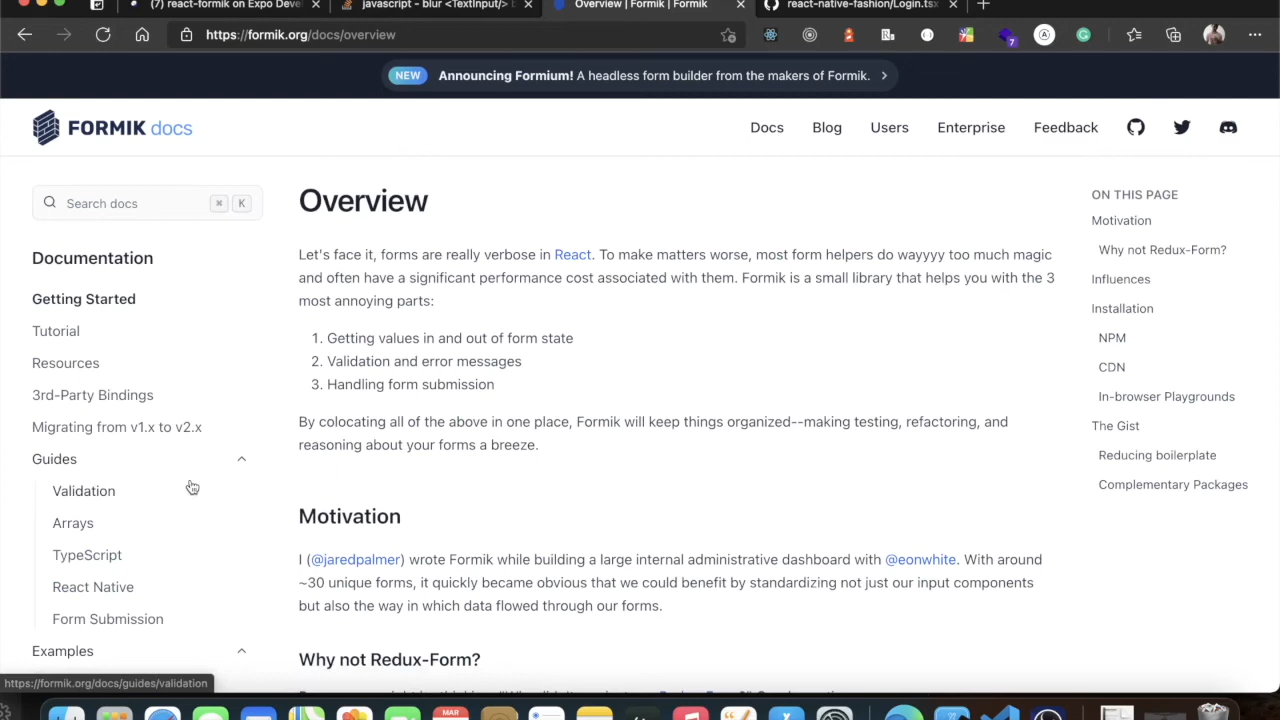 (7) react-formik on Expo Deve
javascript - blur <TextInput/>
Overview | Formik | Formik
react-native-fashion/Login.tsx
https://formik.org/docs/overview
7
NEW Announcing Formium! A headless form builder from the makers of Formik.
FORMIK docs
Docs Blog Users Enterprise Feedback
Search docs ⌘ K
Documentation
Getting Started
Tutorial
Resources
3rd-Party Bindings
Migrating from v1.x to v2.x
Guides
Validation
Arrays
TypeScript
React Native
Form Submission
Examples
https://formik.org/docs/guides/validation
Overview
Let's face it, forms are really verbose in React. To make matters worse, most form helpers do wayyyy too much magic
and often have a significant performance cost associated with them. Formik is a small library that helps you with the 3
most annoying parts:
1. Getting values in and out of form state
2. Validation and error messages
3. Handling form submission
By colocating all of the above in one place, Formik will keep things organized--making testing, refactoring, and
reasoning about your forms a breeze.
Motivation
I (@jaredpalmer) wrote Formik while building a large internal administrative dashboard with @eonwhite. With around
~30 unique forms, it quickly became obvious that we could benefit by standardizing not just our input components
but also the way in which data flowed through our forms.
Why not Redux-Form?
ON THIS PAGE
Motivation
Why not Redux-Form?
Influences
Installation
NPM
CDN
In-browser Playgrounds
The Gist
Reducing boilerplate
Complementary Packages
MAR